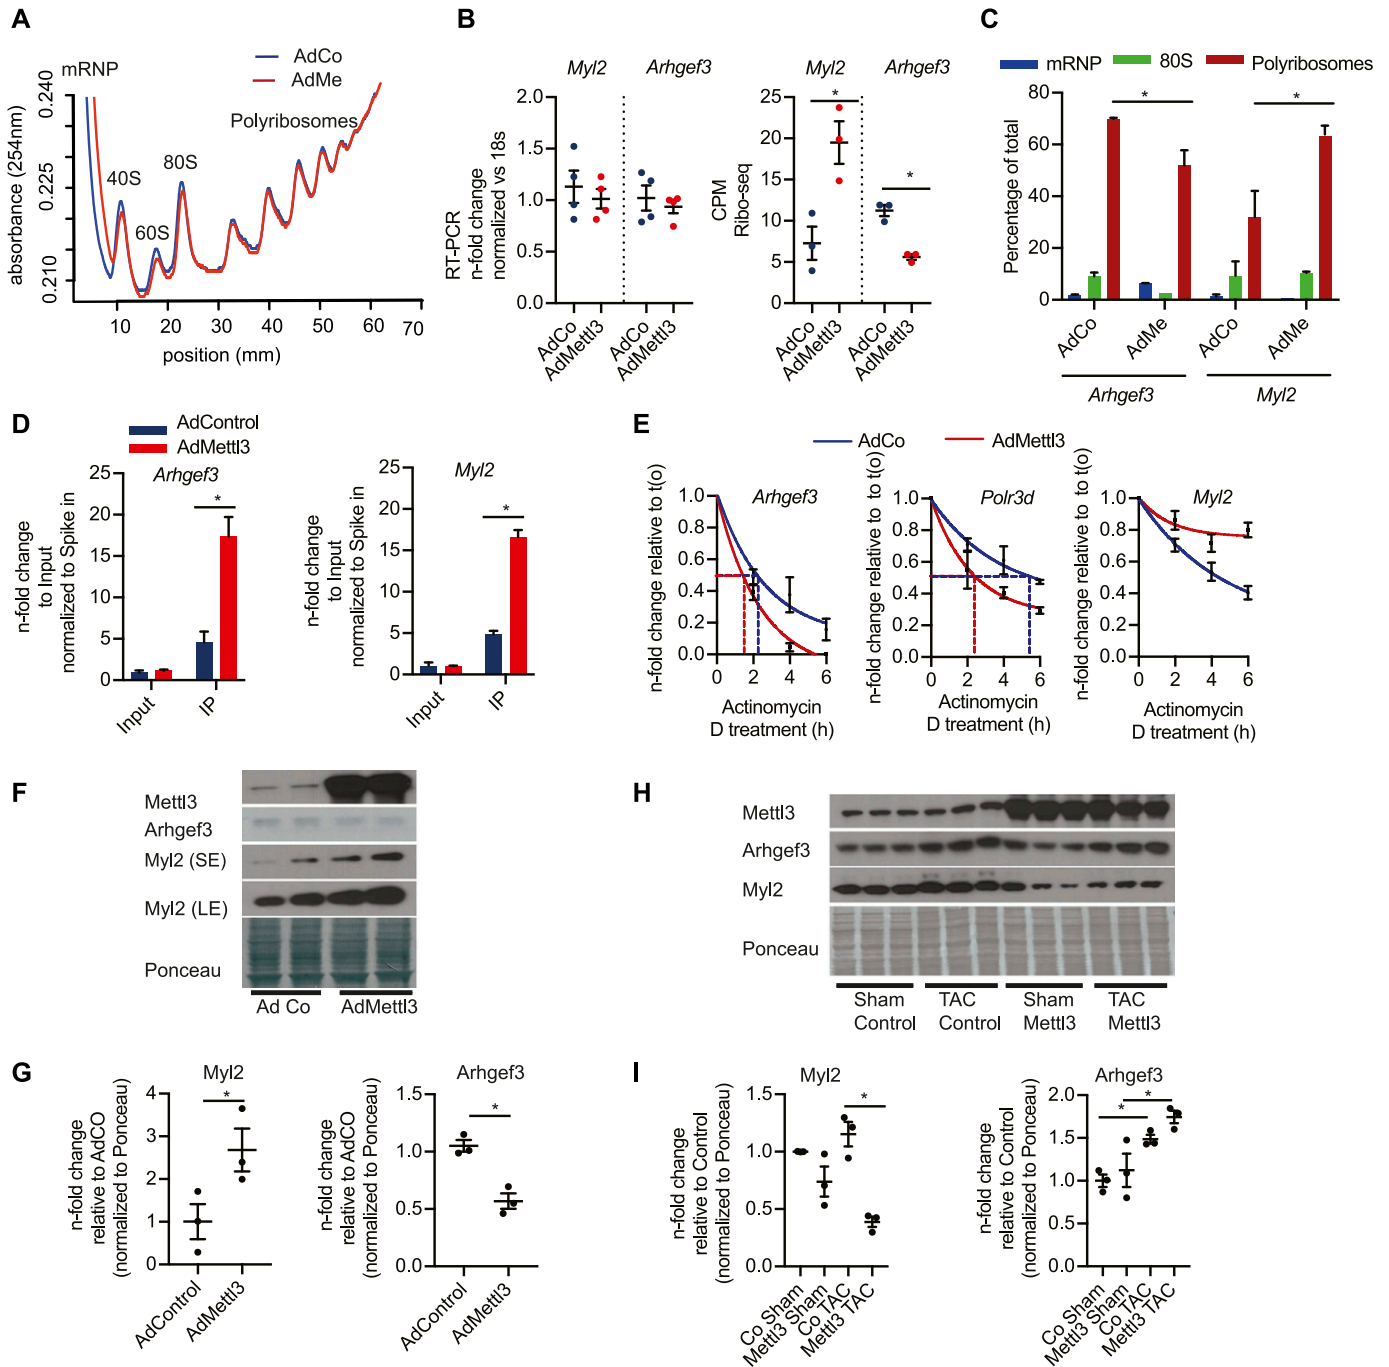 A
AdCo
AdMe
mRNP
40S
60S
80S
Polyribosomes
absorbance (254nm)
0.240
0.225
0.210
10
20
30
40
50
60
70
position (mm)
B
Myl2
Arhgef3
RT-PCR
n-fold change
normalized vs 18s
2.0
1.5
1.0
0.5
0.0
AdCo
AdMettl3
AdCo
AdMettl3
Myl2
Arhgef3
*
*
CPM
Ribo-seq
25
20
15
10
5
0
AdCo
AdMettl3
AdCo
AdMettl3
C
mRNP
80S
Polyribosomes
*
*
Percentage of total
80
60
40
20
0
AdCo
AdMe
AdCo
AdMe
Arhgef3
Myl2
D
AdControl
AdMettl3
Arhgef3
*
n-fold change
to Input
normalized to Spike in
25
20
15
10
5
0
Input
IP
Myl2
*
n-fold change
to Input
normalized to Spike in
25
20
15
10
5
0
Input
IP
E
AdCo
AdMettl3
Arhgef3
n-fold change relative to t(o)
1.0
0.8
0.6
0.4
0.2
0.0
0
2
4
6
Actinomycin
D treatment (h)
Polr3d
n-fold change relative to to t(o)
1.0
0.8
0.6
0.4
0.2
0.0
0
2
4
6
Actinomycin
D treatment (h)
Myl2
n-fold change relative to t(o)
1.0
0.8
0.6
0.4
0.2
0.0
0
2
4
6
Actinomycin
D treatment (h)
F
Mettl3
Arhgef3
Myl2 (SE)
Myl2 (LE)
Ponceau
Ad Co
AdMettl3
H
Mettl3
Arhgef3
Myl2
Ponceau
Sham
Control
TAC
Control
Sham
Mettl3
TAC
Mettl3
G
Myl2
*
n-fold change
relative to AdCO
(normalized to Ponceau)
4
3
2
1
0
AdControl
AdMettl3
Arhgef3
*
n-fold change
relative to AdCO
(normalized to Ponceau)
1.5
1.0
0.5
0.0
AdControl
AdMettl3
I
Myl2
*
n-fold change
relative to Control
(normalized to Ponceau)
1.5
1.0
0.5
0.0
Co Sham
Mettl3 Sham
Co TAC
Mettl3 TAC
Arhgef3
*
*
n-fold change
relative to Control
(normalized to Ponceau)
2.0
1.5
1.0
0.5
0.0
Co Sham
Mettl3 Sham
Co TAC
Mettl3 TAC